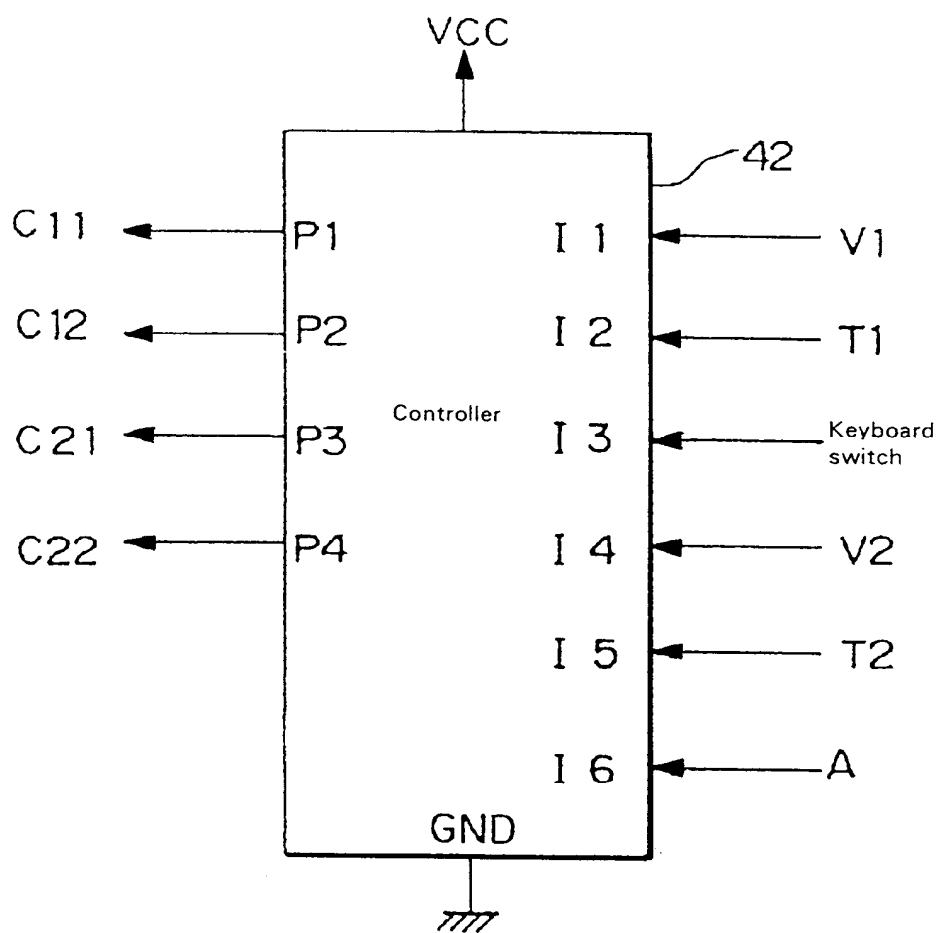 VCC
42
C11 P1 I 1 V1
C12 P2 I 2 T1
Controller
C21 P3 I 3 Keyboard
switch
C22 P4 I 4 V2
I 5 T2
I 6 A
GND